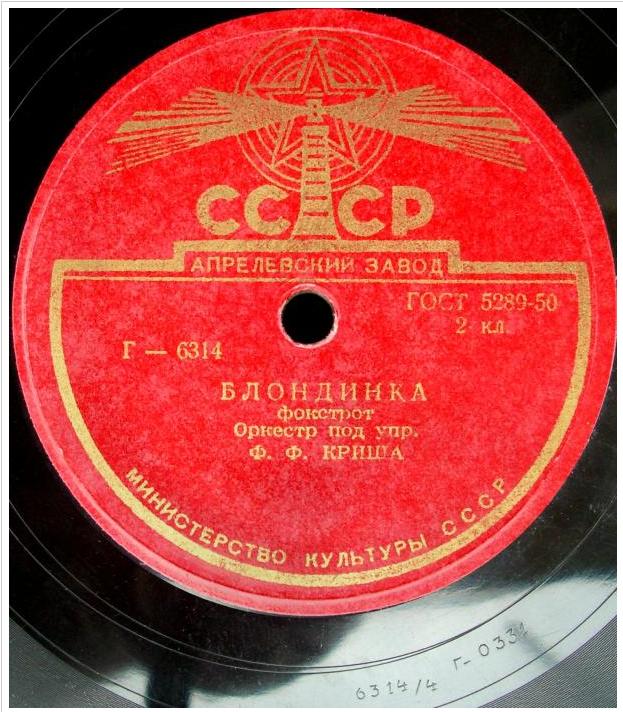 СССР
АПРЕЛЕВСКИЙ ЗАВОД
ГОСТ 5289-50
2 кл.
Г — 6314
БЛОНДИНКА
фокстрот
Оркестр под упр.
Ф. Ф. КРИША
МИНИСТЕРСТВО КУЛЬТУРЫ СССР
6314/4